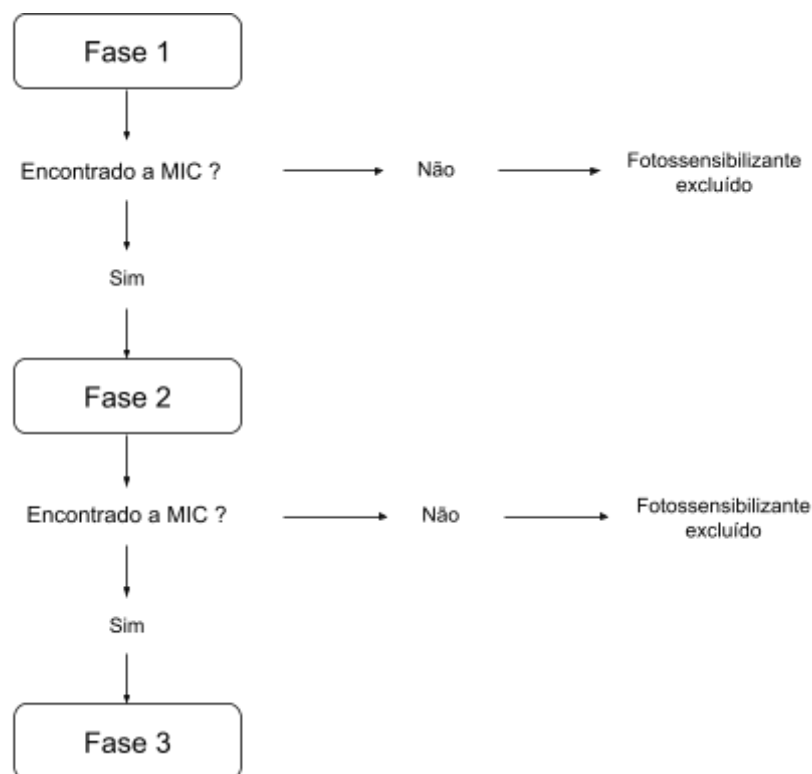 Fase 1
Encontrado a MIC ?
Não
Fotossensibilizante
excluído
Sim
Fase 2
Encontrado a MIC ?
Não
Fotossensibilizante
excluído
Sim
Fase 3